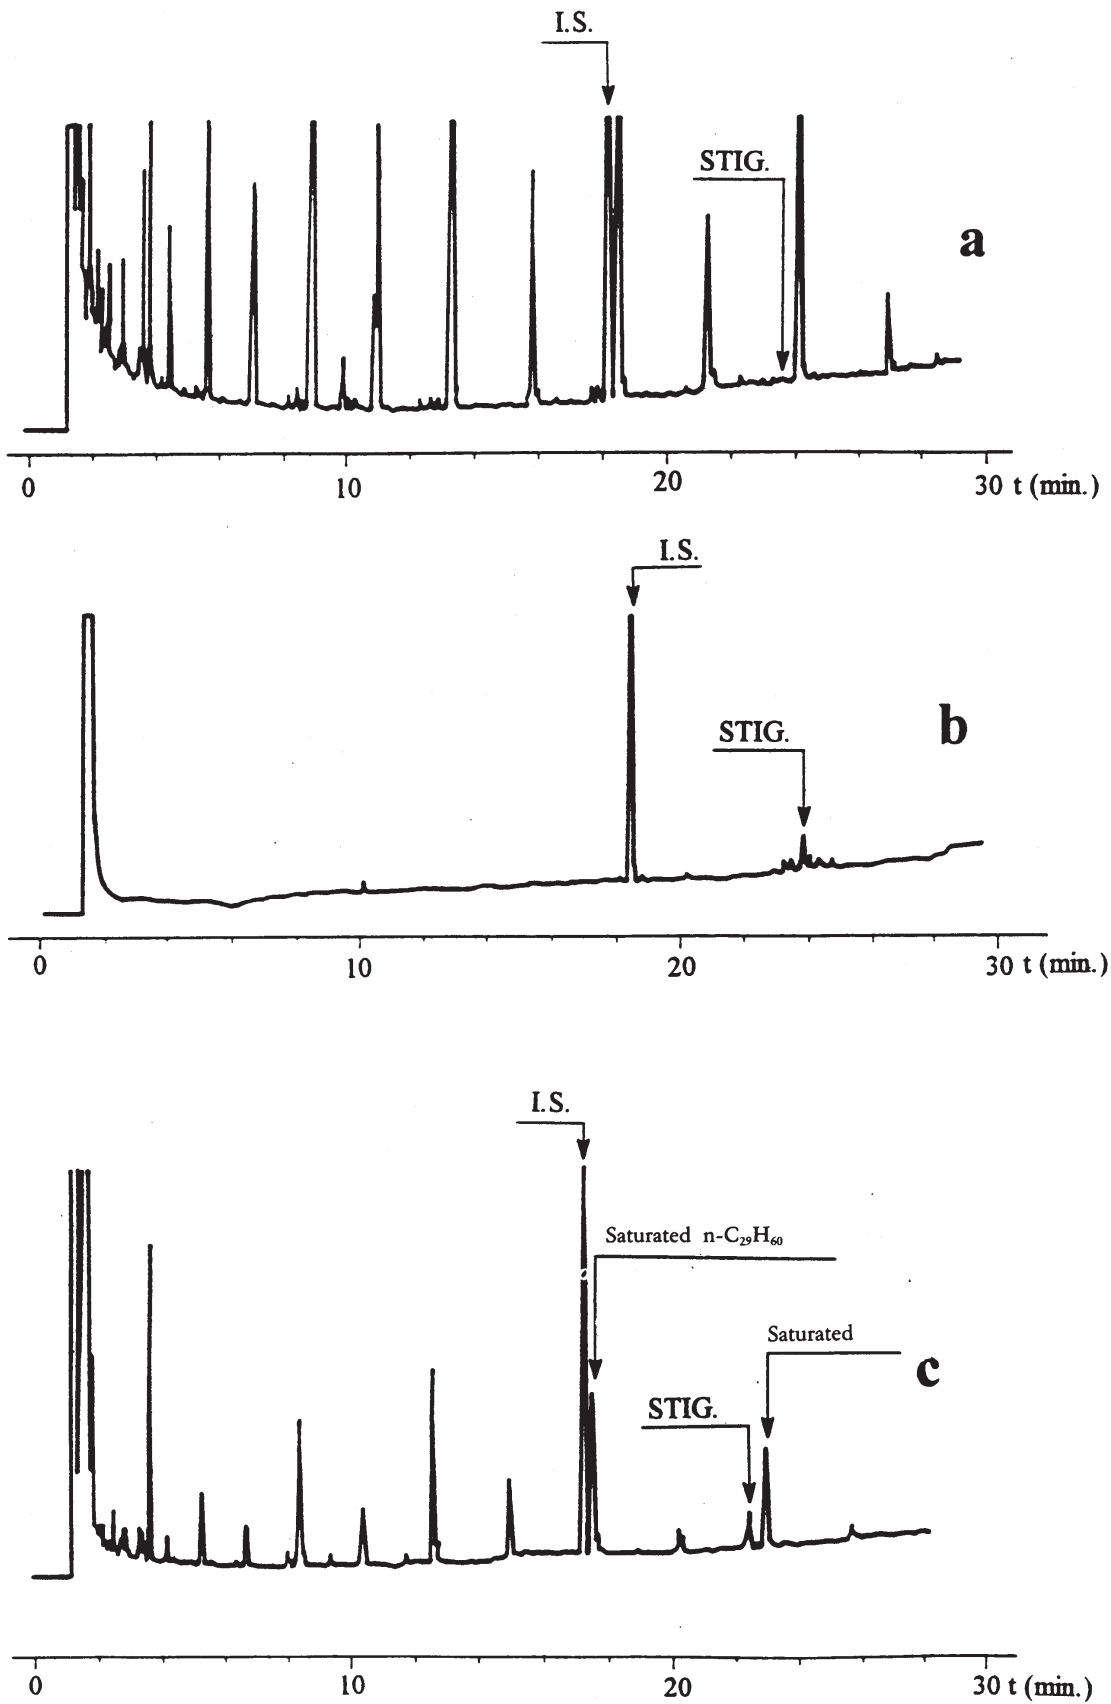 I.S.
STIG.
a
0 10 20 30 t (min.)
I.S.
STIG.
b
0 10 20 30 t (min.)
I.S.
Saturated n-C₂₉H₆₀
Saturated
c
STIG.
0 10 20 30 t (min.)